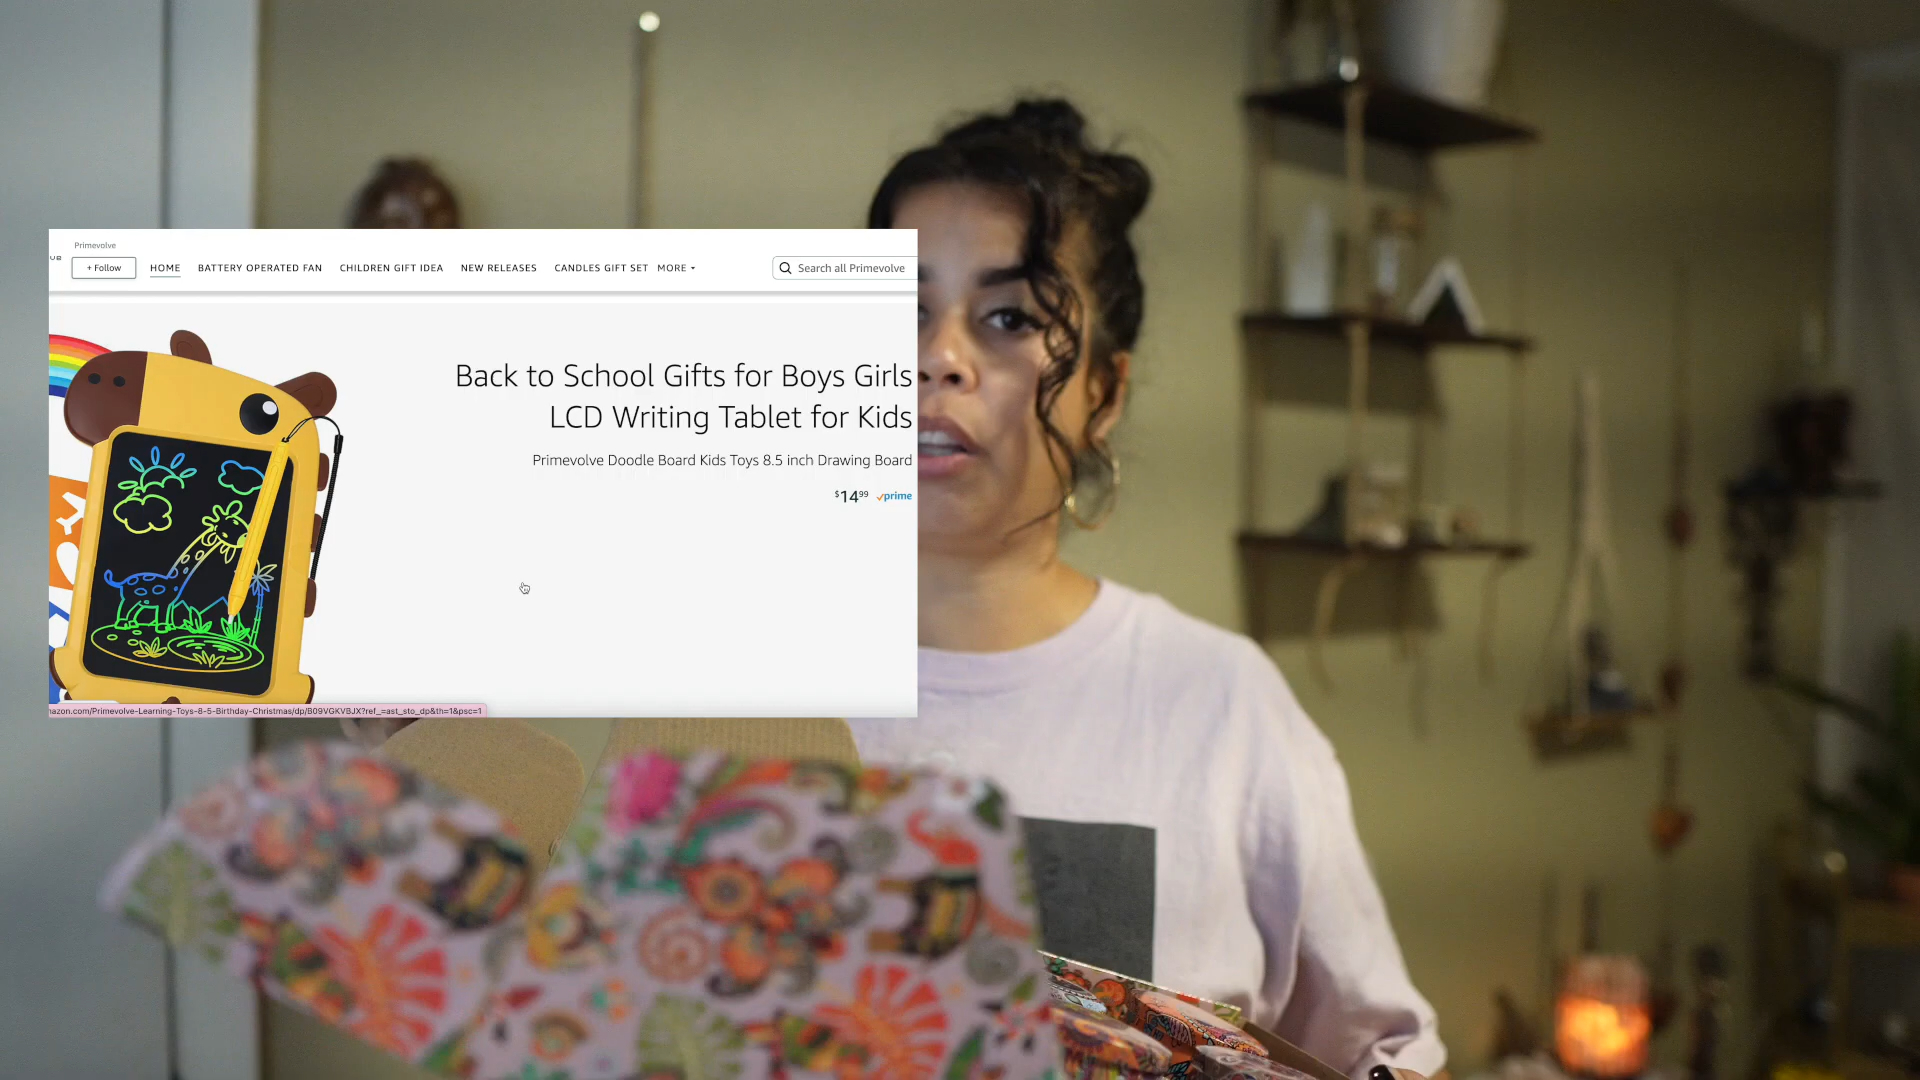 Primevolve
+ Follow
HOME BATTERY OPERATED FAN CHILDREN GIFT IDEA NEW RELEASES CANDLES GIFT SET MORE
Search all Primevolve
Back to School Gifts for Boys Girls
LCD Writing Tablet for Kids
Primevolve Doodle Board Kids Toys 8.5 inch Drawing Board
$14.99 prime
mazon.com/Primevolve-Learning-Toys-8-5-Birthday-Christmas/dp/B09VGKVBJX?ref_=ast_sto_dp&th=1&psc=1